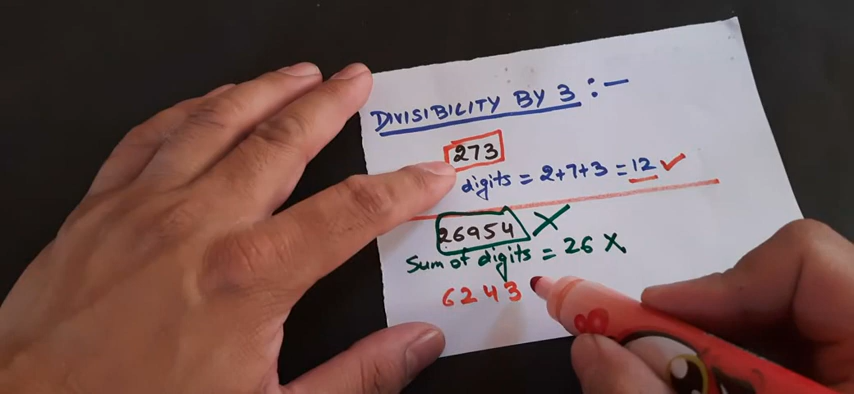 DIVISIBILITY BY 3 :-
273
digits = 2+7+3 = 12 ✓
26954 X
Sum of digits = 26 X
6243